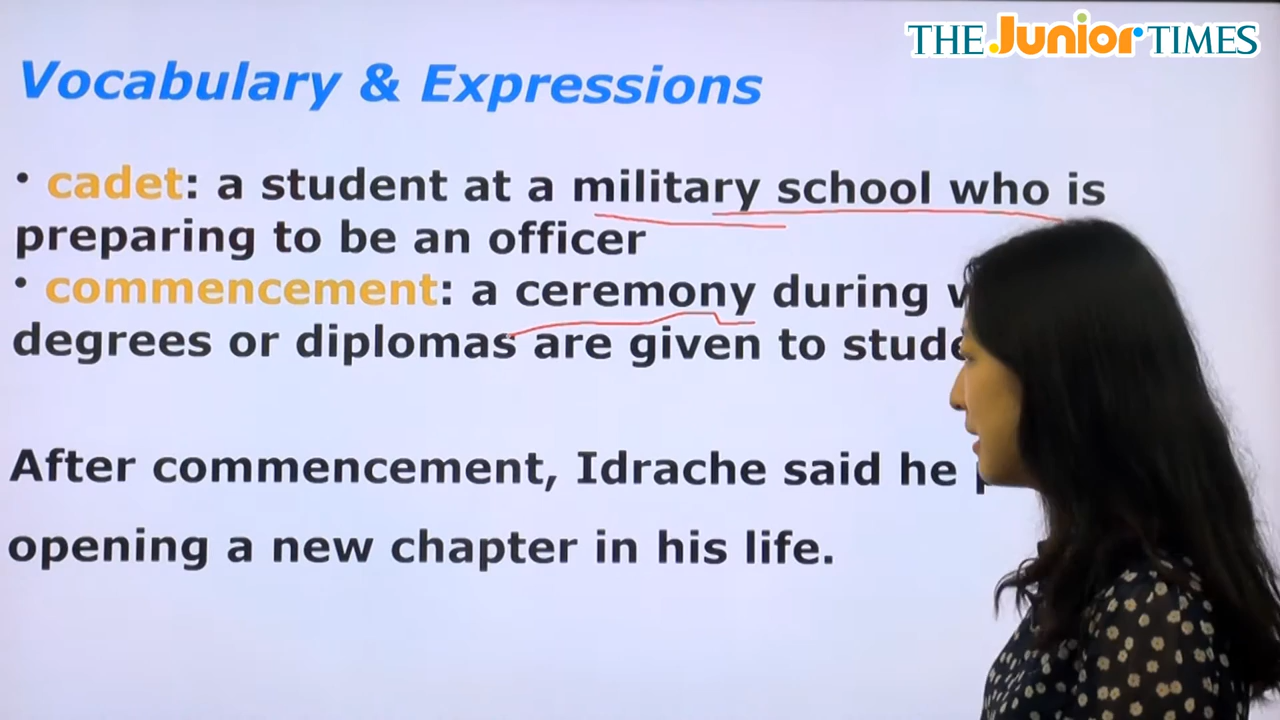 THE Junior TIMES
Vocabulary & Expressions
• cadet: a student at a military school who is
preparing to be an officer
• commencement: a ceremony during
degrees or diplomas are given to
After commencement, Idrache said he
opening a new chapter in his life.